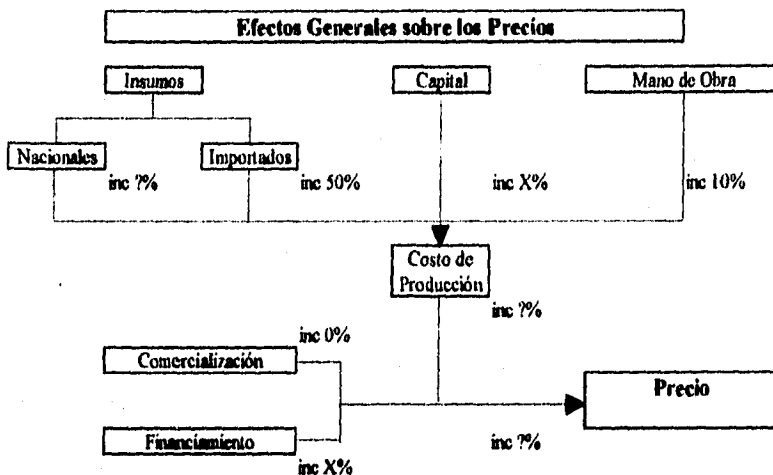 Efectos Generales sobre los Precios
Insumos
Capital
Mano de Obra
Nacionales
Importados
inc ?%
inc 50%
inc X%
inc 10%
Costo de
Producción
inc ?%
inc 0%
Comercialización
Precio
Financiamiento
inc ?%
inc X%